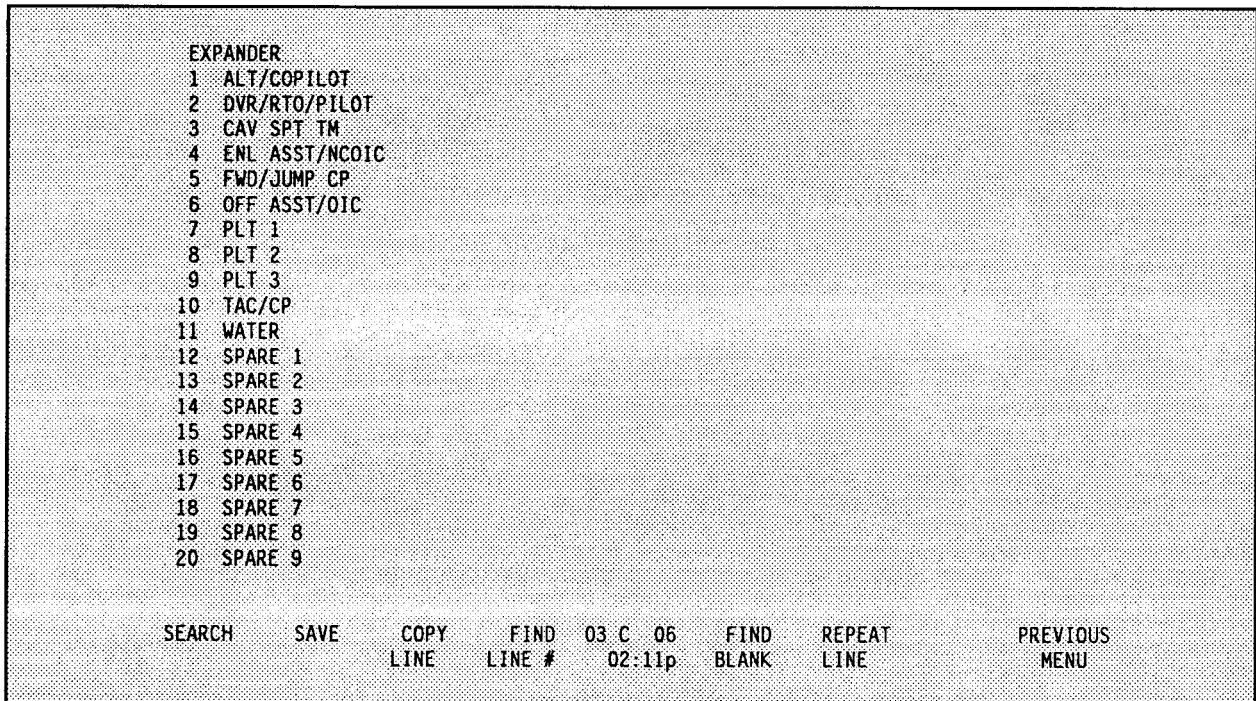 EXPANDER
1 ALT/COPILOT
2 DVR/RTO/PILOT
3 CAV SPT TM
4 ENL ASST/NCOIC
5 FWD/JUMP CP
6 OFF ASST/OIC
7 PLT 1
8 PLT 2
9 PLT 3
10 TAC/CP
11 WATER
12 SPARE 1
13 SPARE 2
14 SPARE 3
15 SPARE 4
16 SPARE 5
17 SPARE 6
18 SPARE 7
19 SPARE 8
20 SPARE 9
SEARCH SAVE COPY FIND 03 C 06 FIND REPEAT PREVIOUS
LINE LINE # 02:11p BLANK LINE MENU